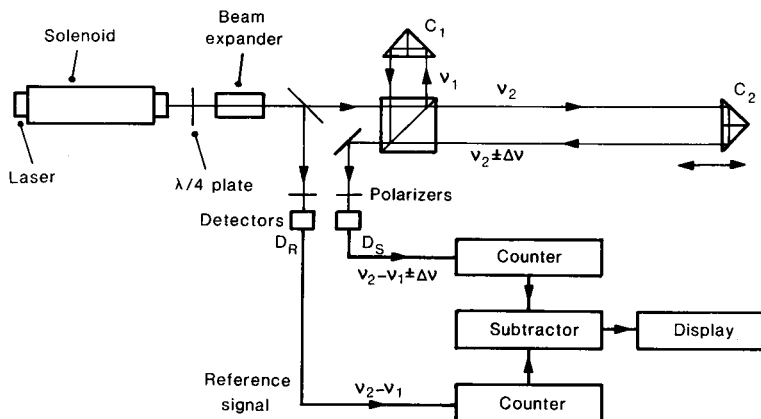 Solenoid
Beam
expander
C1
ν1
ν2
C2
ν2±Δν
Laser
λ/4 plate
Polarizers
Detectors
DR
DS
ν2–ν1±Δν
Counter
Subtractor
Display
Reference
signal
ν2–ν1
Counter